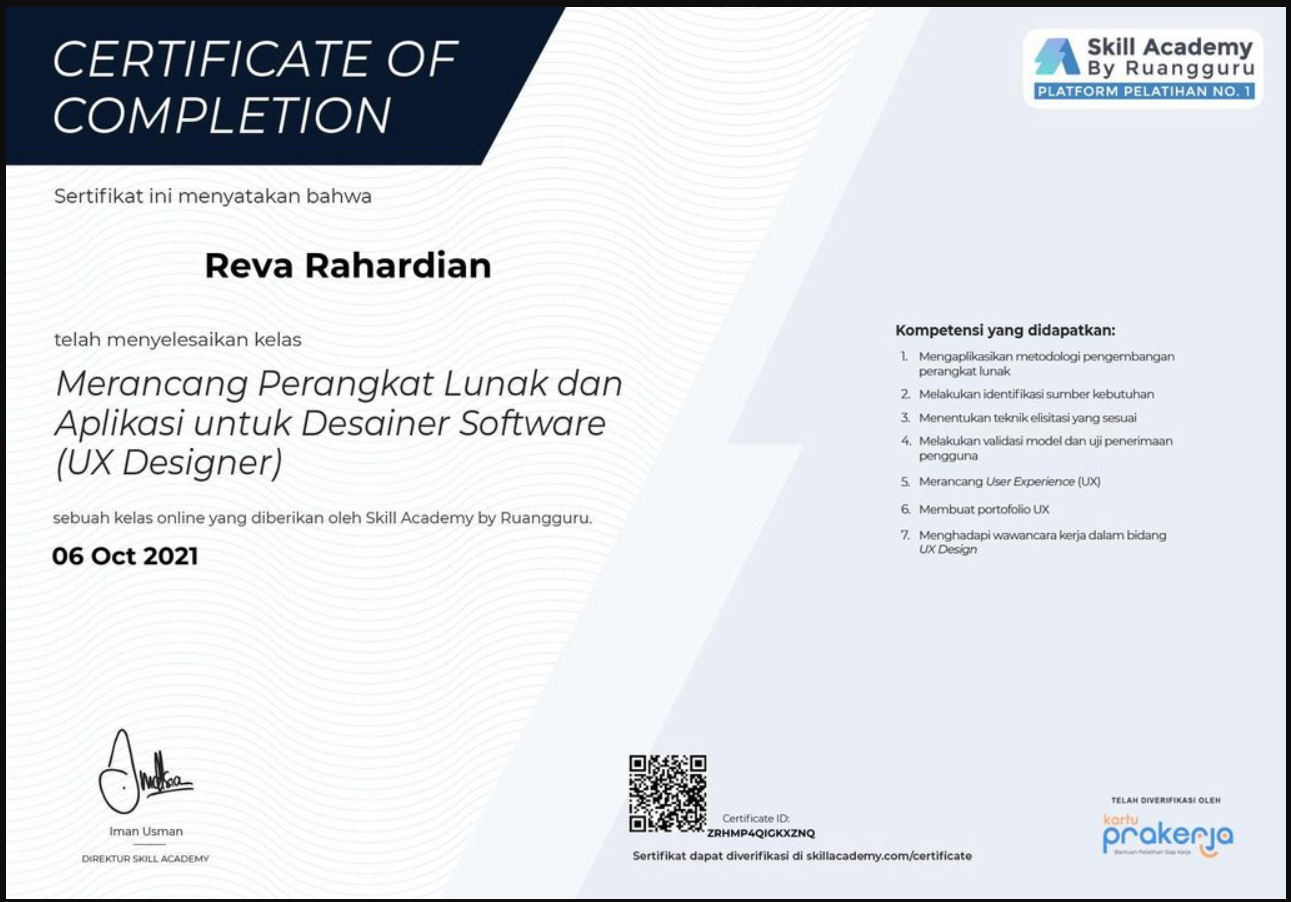 CERTIFICATE OF
COMPLETION
Skill Academy
By Ruangguru
PLATFORM PELATIHAN NO. 1
Sertifikat ini menyatakan bahwa
Reva Rahardian
telah menyelesaikan kelas
Merancang Perangkat Lunak dan
Aplikasi untuk Desainer Software
(UX Designer)
sebuah kelas online yang diberikan oleh Skill Academy by Ruangguru.
06 Oct 2021
Kompetensi yang didapatkan:
1. Mengaplikasikan metodologi pengembangan
perangkat lunak
2. Melakukan identifikasi sumber kebutuhan
3. Menentukan teknik elisitasi yang sesuai
4. Melakukan validasi model dan uji penerimaan
pengguna
5. Merancang User Experience (UX)
6. Membuat portofolio UX
7. Menghadapi wawancara kerja dalam bidang
UX Design
Iman Usman
DIREKTUR SKILL ACADEMY
Certificate ID:
ZRHMP4QIGKXZNQ
Sertifikat dapat diverifikasi di skillacademy.com/certificate
TELAH DIVERIFIKASI OLEH
kartu
prakerja
Bantuan Pelatihan Siap Kerja